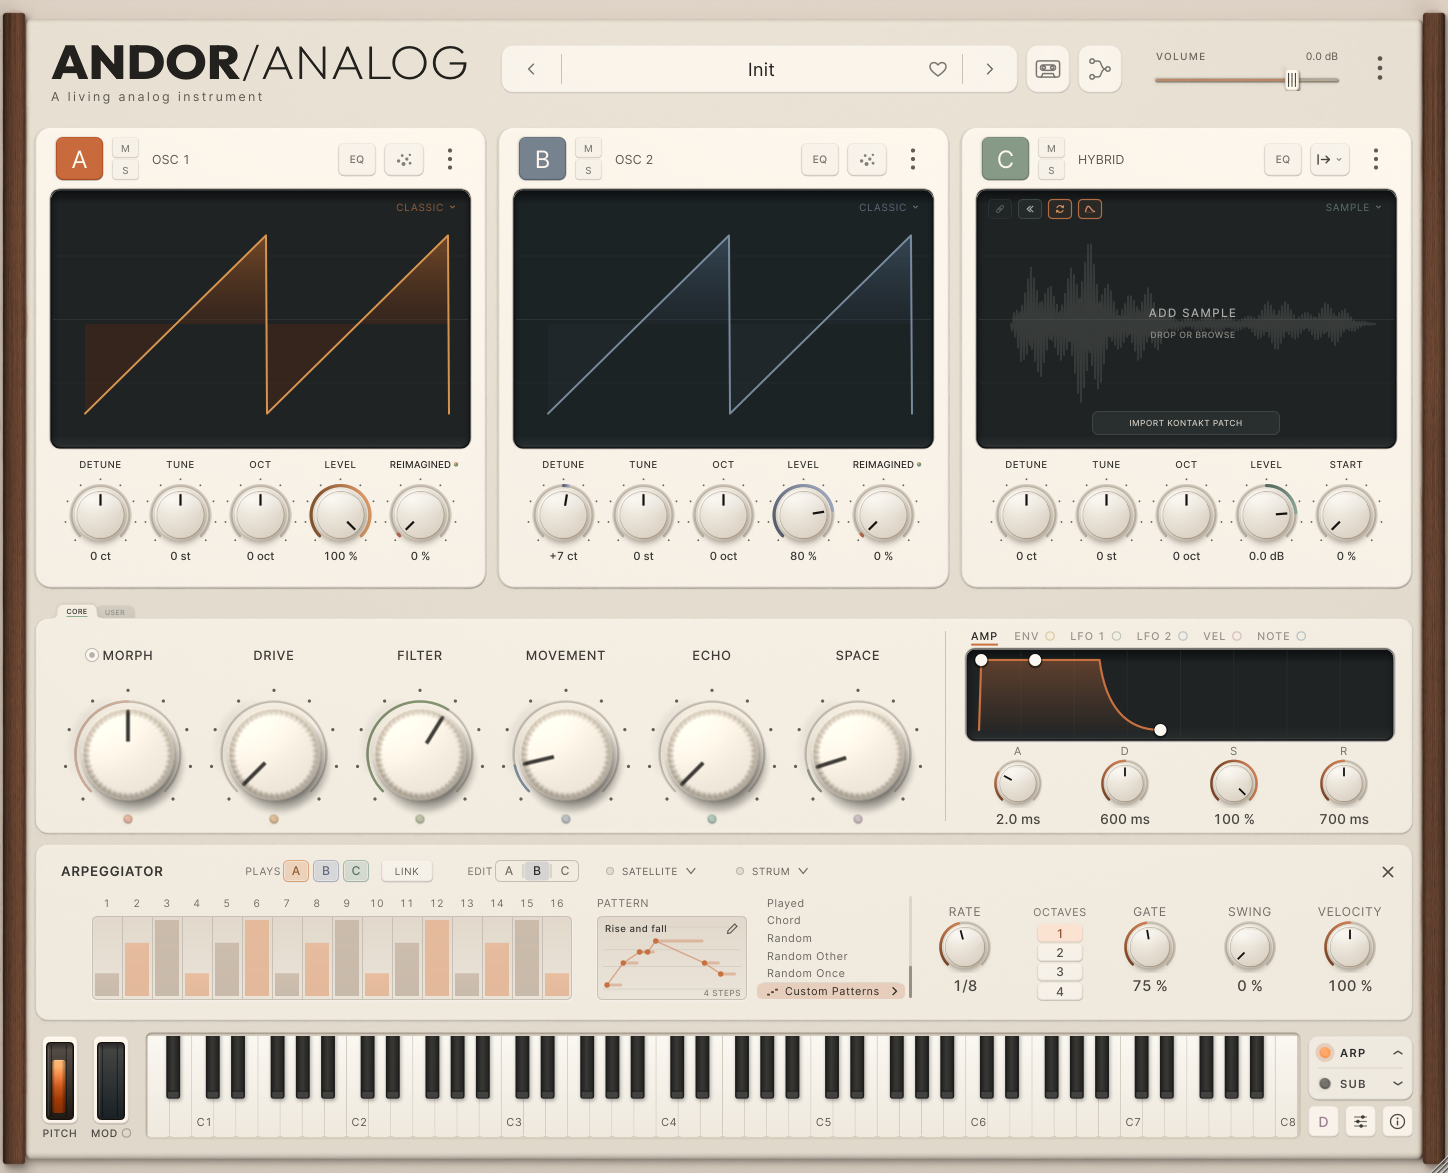 ANDOR/ANALOG
A living analog instrument
Init
VOLUME 0.0 dB
A M S OSC 1 EQ
CLASSIC
DETUNE TUNE OCT LEVEL REIMAGINED
0 ct 0 st 0 oct 100 % 0 %
B M S OSC 2 EQ
CLASSIC
DETUNE TUNE OCT LEVEL REIMAGINED
+7 ct 0 st 0 oct 80 % 0 %
C M S HYBRID EQ
SAMPLE
ADD SAMPLE
DROP OR BROWSE
IMPORT KONTAKT PATCH
DETUNE TUNE OCT LEVEL START
0 ct 0 st 0 oct 0.0 dB 0 %
CORE USER
MORPH DRIVE FILTER MOVEMENT ECHO SPACE
AMP ENV LFO 1 LFO 2 VEL NOTE
A D S R
2.0 ms 600 ms 100 % 700 ms
ARPEGGIATOR PLAYS A B C LINK EDIT A B C SATELLITE STRUM
1 2 3 4 5 6 7 8 9 10 11 12 13 14 15 16
PATTERN
Rise and fall
4 STEPS
Played
Chord
Random
Random Other
Random Once
Custom Patterns
RATE OCTAVES GATE SWING VELOCITY
1
2
3
4
1/8 75 % 0 % 100 %
PITCH MOD
C1 C2 C3 C4 C5 C6 C7 C8
ARP
SUB
D